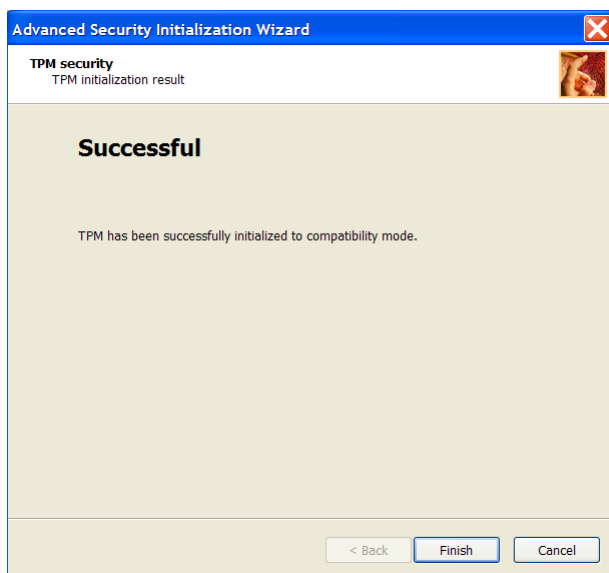 Advanced Security Initialization Wizard
TPM security
TPM initialization result
Successful
TPM has been successfully initialized to compatibility mode.
< Back Finish Cancel